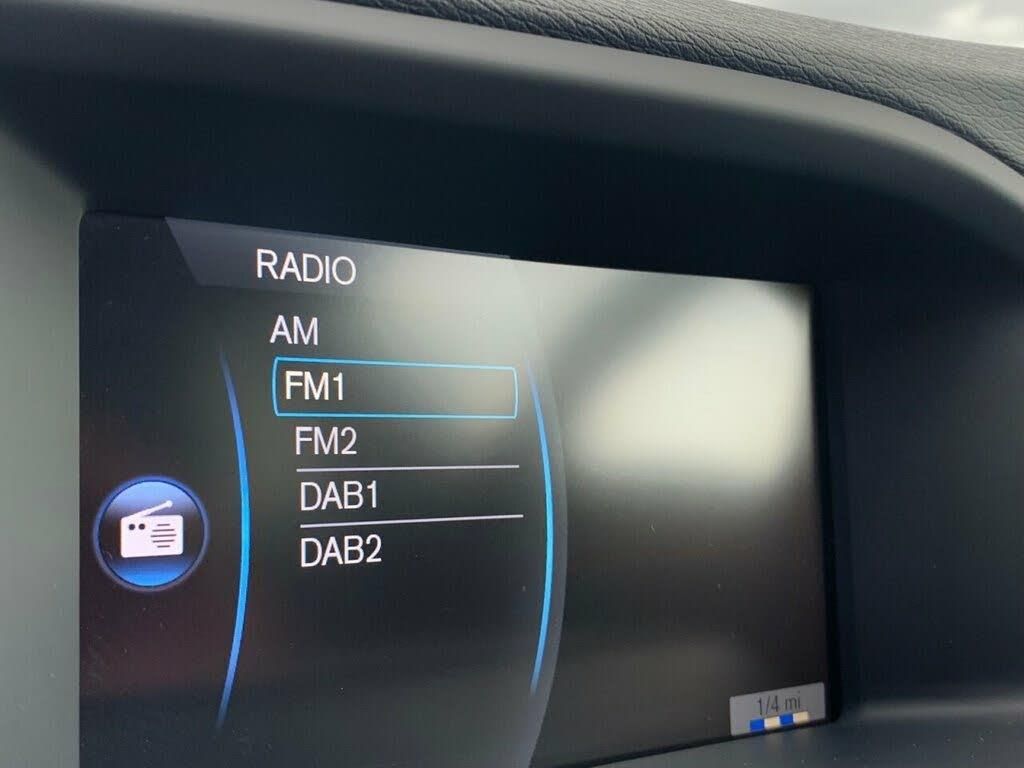 RADIO
AM
FM1
FM2
DAB1
DAB2
1/4 mi